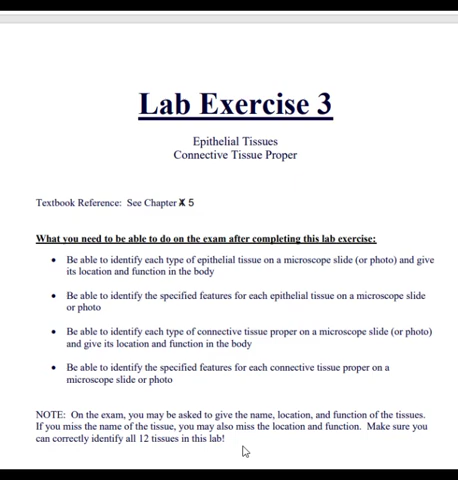 Lab Exercise 3
Epithelial Tissues
Connective Tissue Proper
Textbook Reference: See Chapter X 5
What you need to be able to do on the exam after completing this lab exercise:
• Be able to identify each type of epithelial tissue on a microscope slide (or photo) and give
its location and function in the body
• Be able to identify the specified features for each epithelial tissue on a microscope slide
or photo
• Be able to identify each type of connective tissue proper on a microscope slide (or photo)
and give its location and function in the body
• Be able to identify the specified features for each connective tissue proper on a
microscope slide or photo
NOTE: On the exam, you may be asked to give the name, location, and function of the tissues.
If you miss the name of the tissue, you may also miss the location and function. Make sure you
can correctly identify all 12 tissues in this lab!